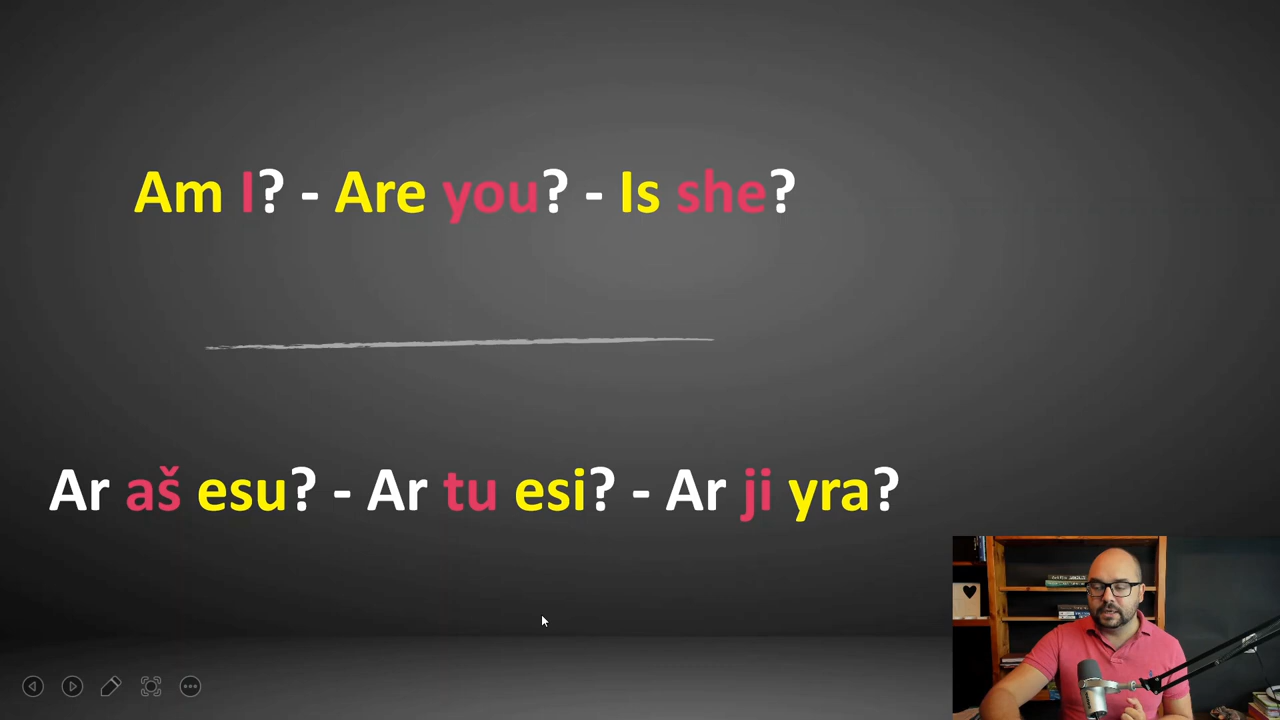 Am I? - Are you? - Is she?
Ar aš esu? - Ar tu esi? - Ar ji yra?